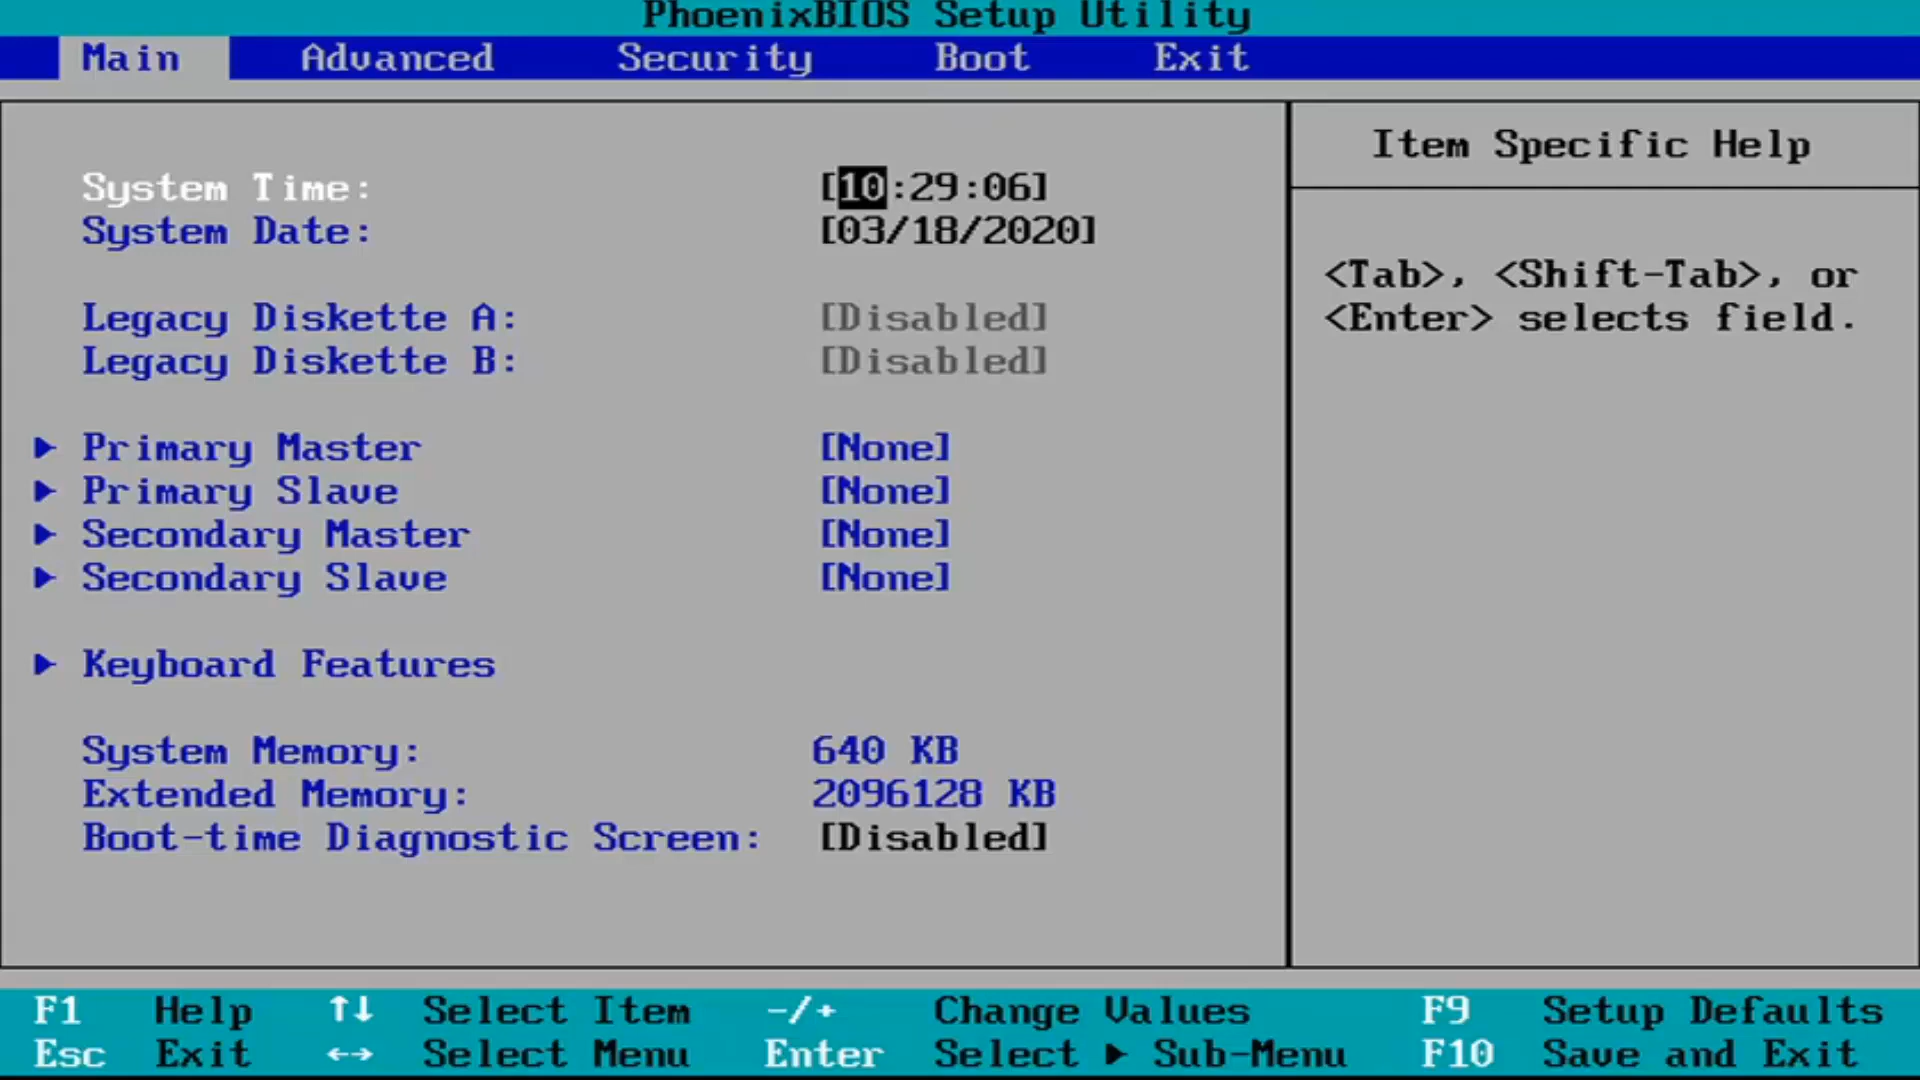 PhoenixBIOS Setup Utility
Main Advanced Security Boot Exit
Item Specific Help
System Time: [10:29:06]
System Date: [03/18/2020]
<Tab>, <Shift-Tab>, or
<Enter> selects field.
Legacy Diskette A: [Disabled]
Legacy Diskette B: [Disabled]
▶ Primary Master [None]
▶ Primary Slave [None]
▶ Secondary Master [None]
▶ Secondary Slave [None]
▶ Keyboard Features
System Memory: 640 KB
Extended Memory: 2096128 KB
Boot-time Diagnostic Screen: [Disabled]
F1 Help ↑↓ Select Item -/+ Change Values F9 Setup Defaults
Esc Exit ↔ Select Menu Enter Select ▶ Sub-Menu F10 Save and Exit